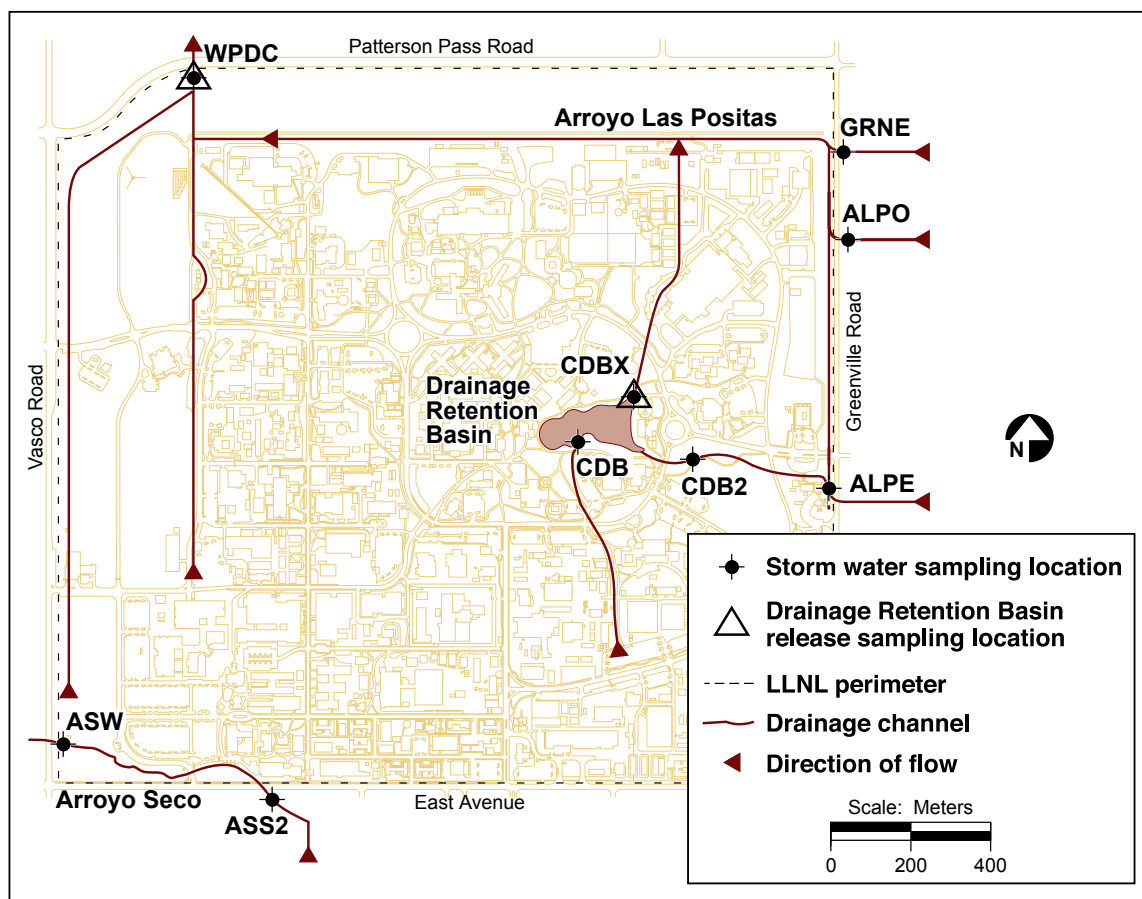 Patterson Pass Road
WPDC
Arroyo Las Positas
GRNE
ALPO
Greenville Road
Vasco Road
CDBX
Drainage
Retention
Basin
N
CDB
CDB2
ALPE
Storm water sampling location
Drainage Retention Basin
release sampling location
LLNL perimeter
Drainage channel
Direction of flow
ASW
Arroyo Seco
ASS2
East Avenue
Scale: Meters
0 200 400